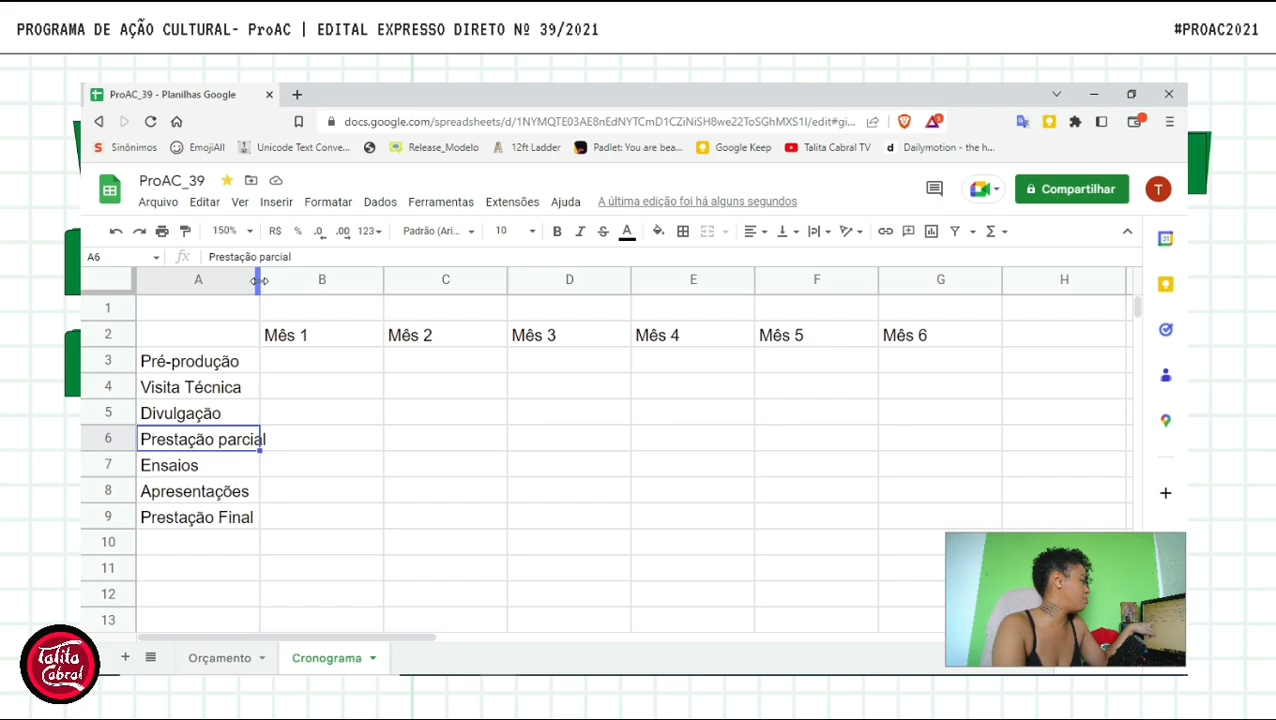 PROGRAMA DE AÇÃO CULTURAL- ProAC | EDITAL EXPRESSO DIRETO Nº 39/2021 #PROAC2021
ProAC_39 - Planilhas Google
docs.google.com/spreadsheets/d/1NYMQTE03AE8nEdNYTCmD1CZiNiSH8we22ToSGhMXS1I/edit#gi...
Sinônimos EmojiAll Unicode Text Conve... Release_Modelo 12ft Ladder Padlet: You are bea... Google Keep Talita Cabral TV Dailymotion - the h...
ProAC_39
Compartilhar T
Arquivo Editar Ver Inserir Formatar Dados Ferramentas Extensões Ajuda A última edição foi há alguns segundos
150% R$ % .0 .00 123 Padrão (Ari... 10 B I S A
A6 fx Prestação parcial
A B C D E F G H
1
2 Mês 1 Mês 2 Mês 3 Mês 4 Mês 5 Mês 6
3 Pré-produção
4 Visita Técnica
5 Divulgação
6 Prestação parcial
7 Ensaios
8 Apresentações
9 Prestação Final
10
11
12
13
Orçamento Cronograma
Talita
Cabral